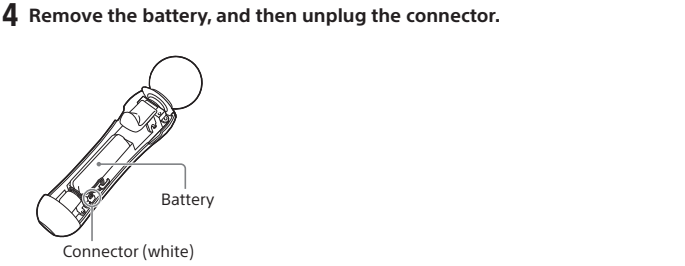 4 Remove the battery, and then unplug the connector.
Battery
Connector (white)